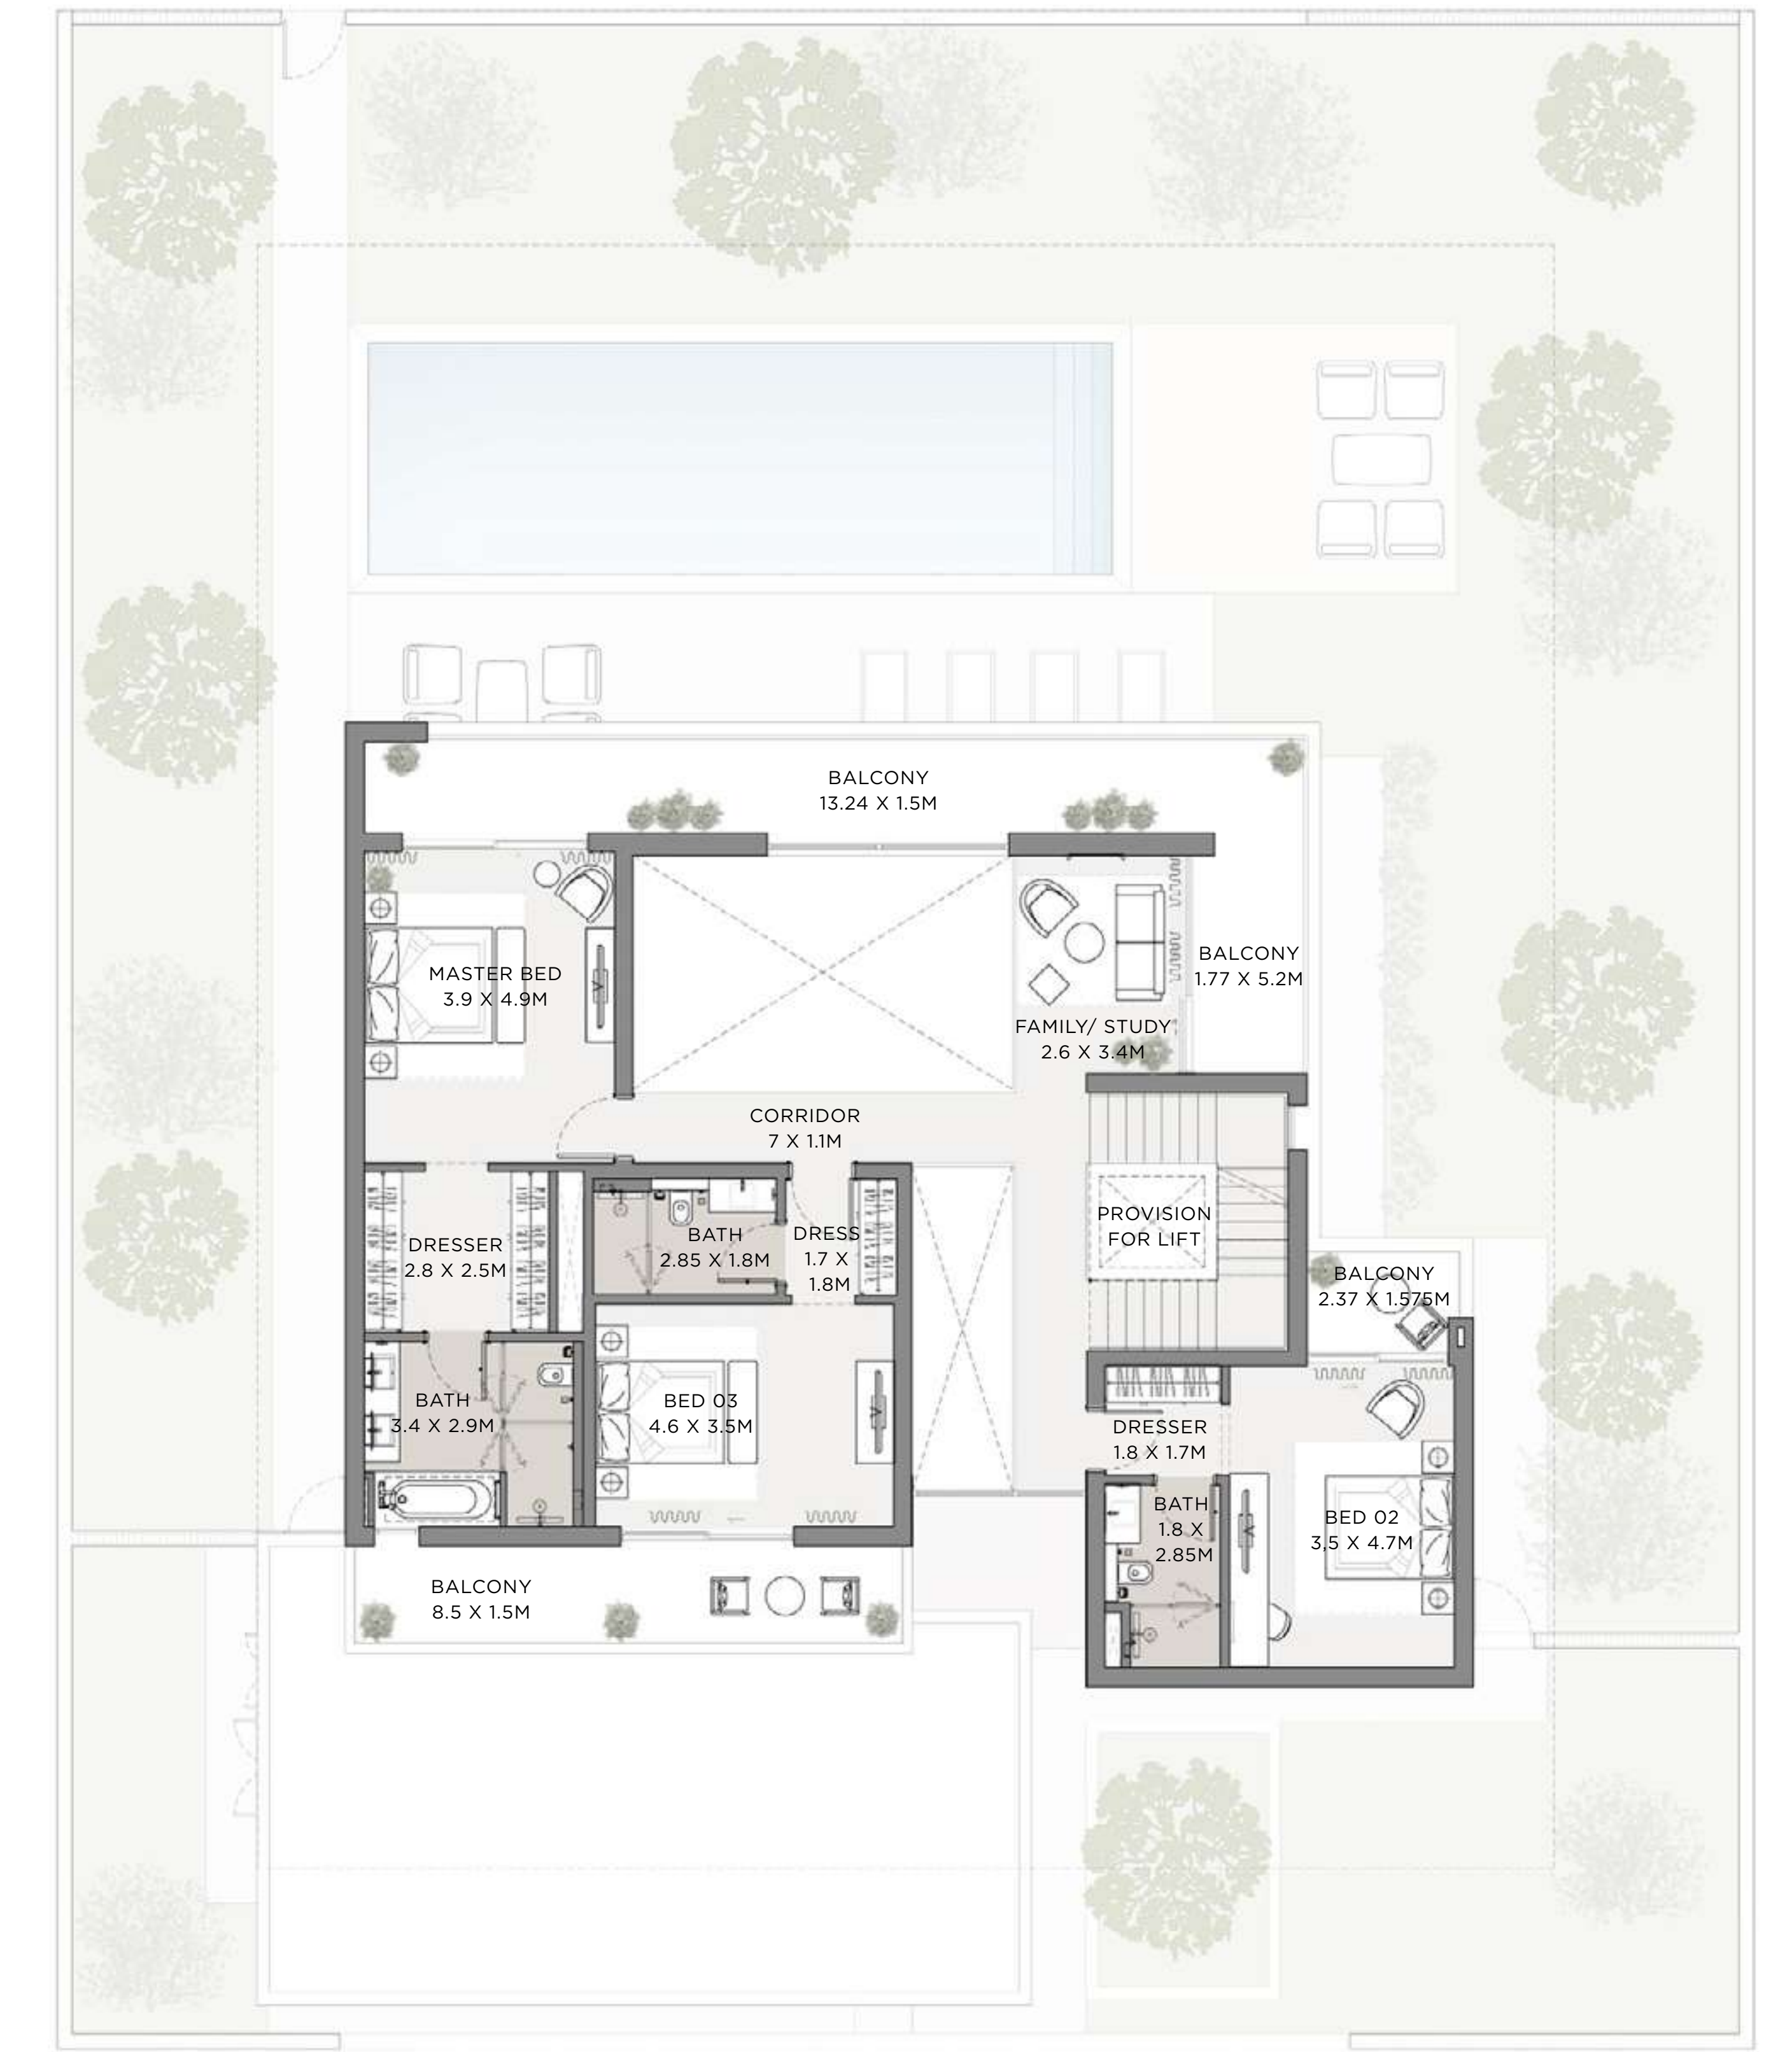 BALCONY
13.24 X 1.5M
MASTER BED
3.9 X 4.9M
BALCONY
1.77 X 5.2M
FAMILY/ STUDY
2.6 X 3.4M
CORRIDOR
7 X 1.1M
PROVISION
FOR LIFT
DRESSER
2.8 X 2.5M
BATH
2.85 X 1.8M
DRESS
1.7 X
1.8M
BALCONY
2.37 X 1.575M
BATH
3.4 X 2.9M
BED 03
4.6 X 3.5M
DRESSER
1.8 X 1.7M
BATH
1.8 X
2.85M
BED 02
3,5 X 4.7M
BALCONY
8.5 X 1.5M